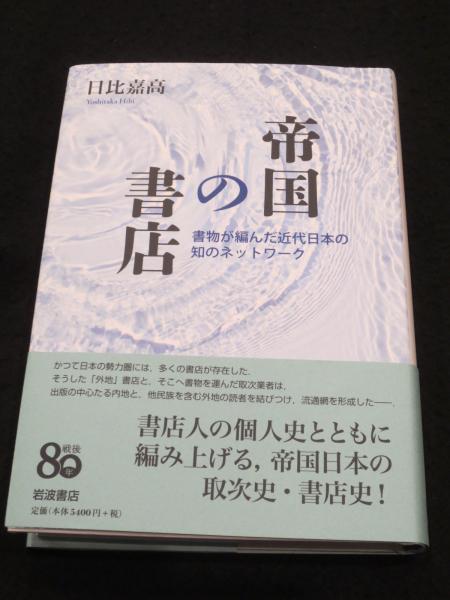 日比嘉高
Yoshitaka Hibi
帝国
の
書店
書物が編んだ近代日本の
知のネットワーク
かつて日本の勢力圏には，多くの書店が存在した．
そうした「外地」書店と，そこへ書物を運んだ取次業者は，
出版の中心たる内地と，他民族を含む外地の読者を結びつけ，流通網を形成した──．
書店人の個人史とともに
編み上げる，帝国日本の
取次史・書店史！
戦後
80年
岩波書店
定価(本体5400円＋税)